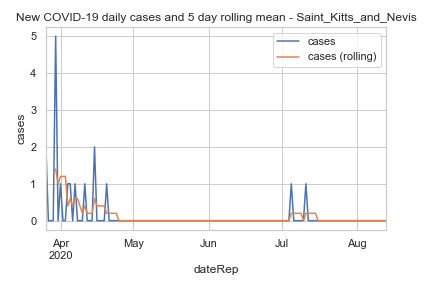 New COVID-19 daily cases and 5 day rolling mean - Saint_Kitts_and_Nevis
cases
cases (rolling)
5
4
3
2
1
0
cases
Apr
2020
May
Jun
Jul
Aug
dateRep